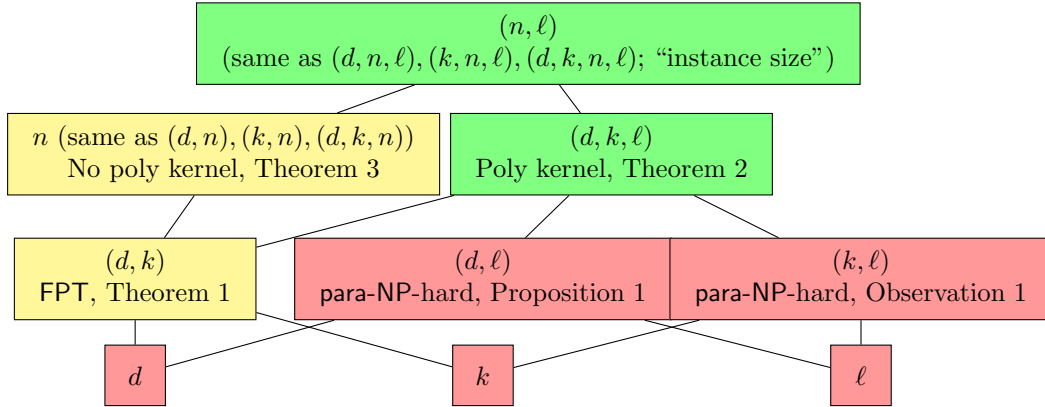 (n, ℓ)
(same as (d, n, ℓ), (k, n, ℓ), (d, k, n, ℓ); “instance size”)
n (same as (d, n), (k, n), (d, k, n))
No poly kernel, Theorem 3
(d, k, ℓ)
Poly kernel, Theorem 2
(d, k)
FPT, Theorem 1
(d, ℓ)
para-NP-hard, Proposition 1
(k, ℓ)
para-NP-hard, Observation 1
d
k
ℓ